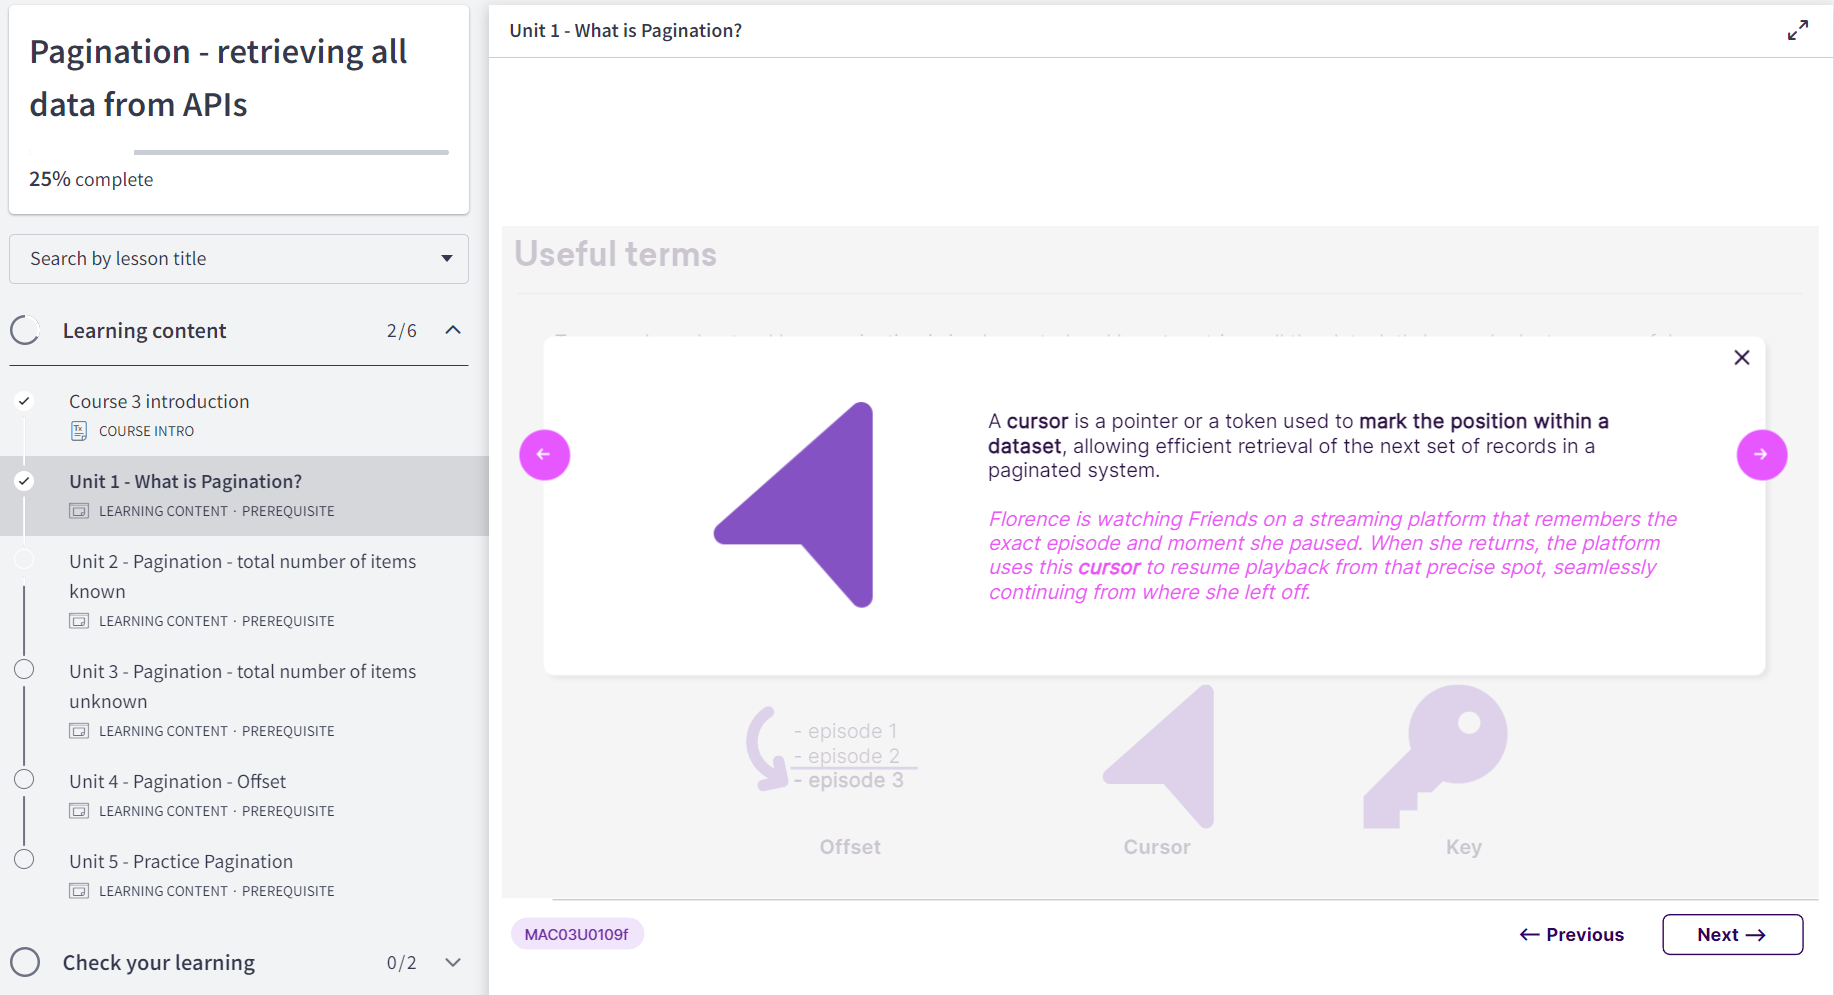 Pagination - retrieving all
data from APIs
25% complete
Search by lesson title
Learning content 2/6
Course 3 introduction
COURSE INTRO
Unit 1 - What is Pagination?
LEARNING CONTENT · PREREQUISITE
Unit 2 - Pagination - total number of items
known
LEARNING CONTENT · PREREQUISITE
Unit 3 - Pagination - total number of items
unknown
LEARNING CONTENT · PREREQUISITE
Unit 4 - Pagination - Offset
LEARNING CONTENT · PREREQUISITE
Unit 5 - Practice Pagination
LEARNING CONTENT · PREREQUISITE
Check your learning 0/2
Unit 1 - What is Pagination?
Useful terms
A cursor is a pointer or a token used to mark the position within a
dataset, allowing efficient retrieval of the next set of records in a
paginated system.
Florence is watching Friends on a streaming platform that remembers the
exact episode and moment she paused. When she returns, the platform
uses this cursor to resume playback from that precise spot, seamlessly
continuing from where she left off.
- episode 1
- episode 2
- episode 3
Offset
Cursor
Key
MAC03U0109f
← Previous
Next →